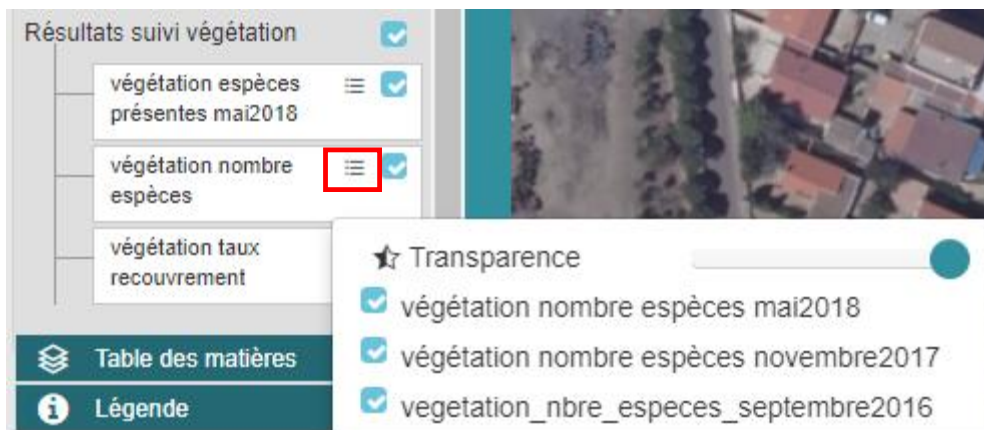 Résultats suivi végétation
végétation espèces
présentes mai2018
végétation nombre
espèces
végétation taux
recouvrement
Transparence
végétation nombre espèces mai2018
végétation nombre espèces novembre2017
vegetation_nbre_especes_septembre2016
Table des matières
Légende